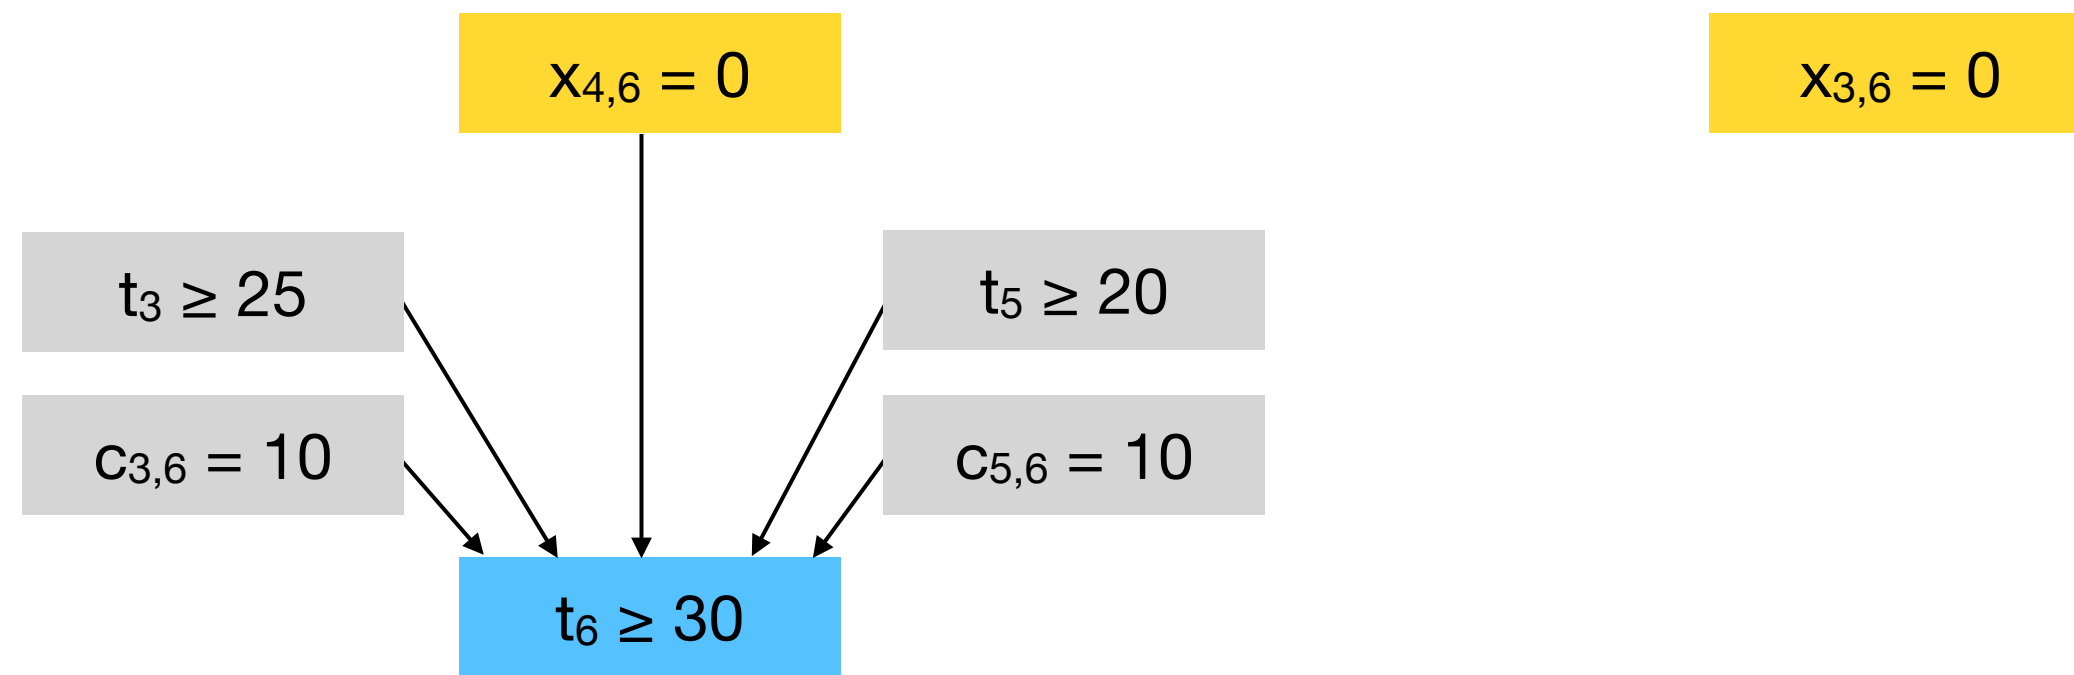 x4,6 = 0
x3,6 = 0
t3 ≥ 25
t5 ≥ 20
c3,6 = 10
c5,6 = 10
t6 ≥ 30